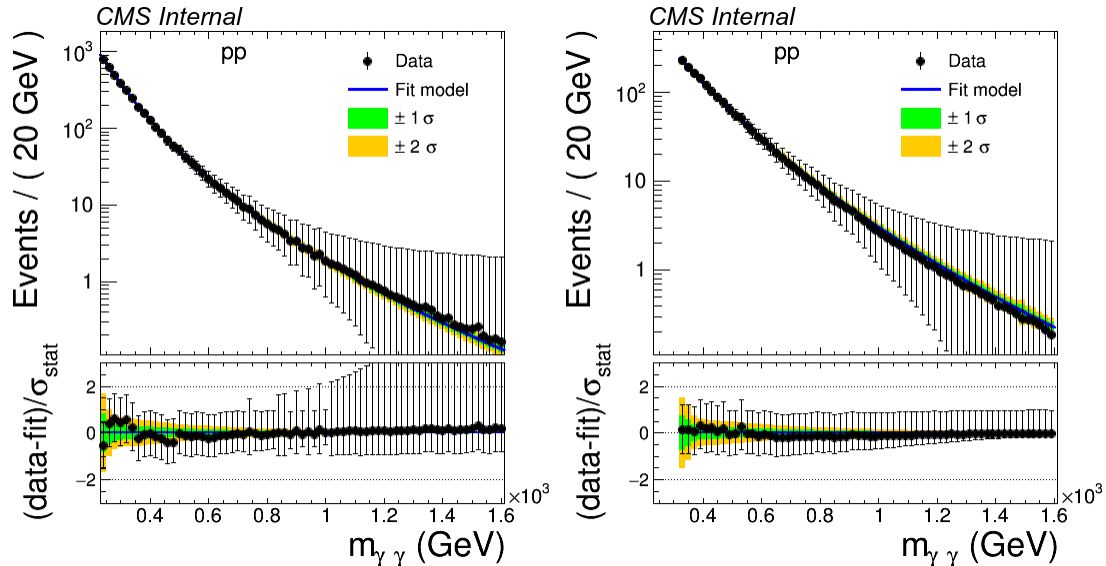 CMS Internal
pp
Data
Fit model
± 1 σ
± 2 σ
Events / ( 20 GeV )
10³
10²
10
1
(data-fit)/σstat
2
0
−2
0.4 0.6 0.8 1 1.2 1.4 1.6
×10³
mγ γ (GeV)
CMS Internal
pp
Data
Fit model
± 1 σ
± 2 σ
Events / ( 20 GeV )
10²
10
1
(data-fit)/σstat
2
0
−2
0.4 0.6 0.8 1 1.2 1.4 1.6
×10³
mγ γ (GeV)